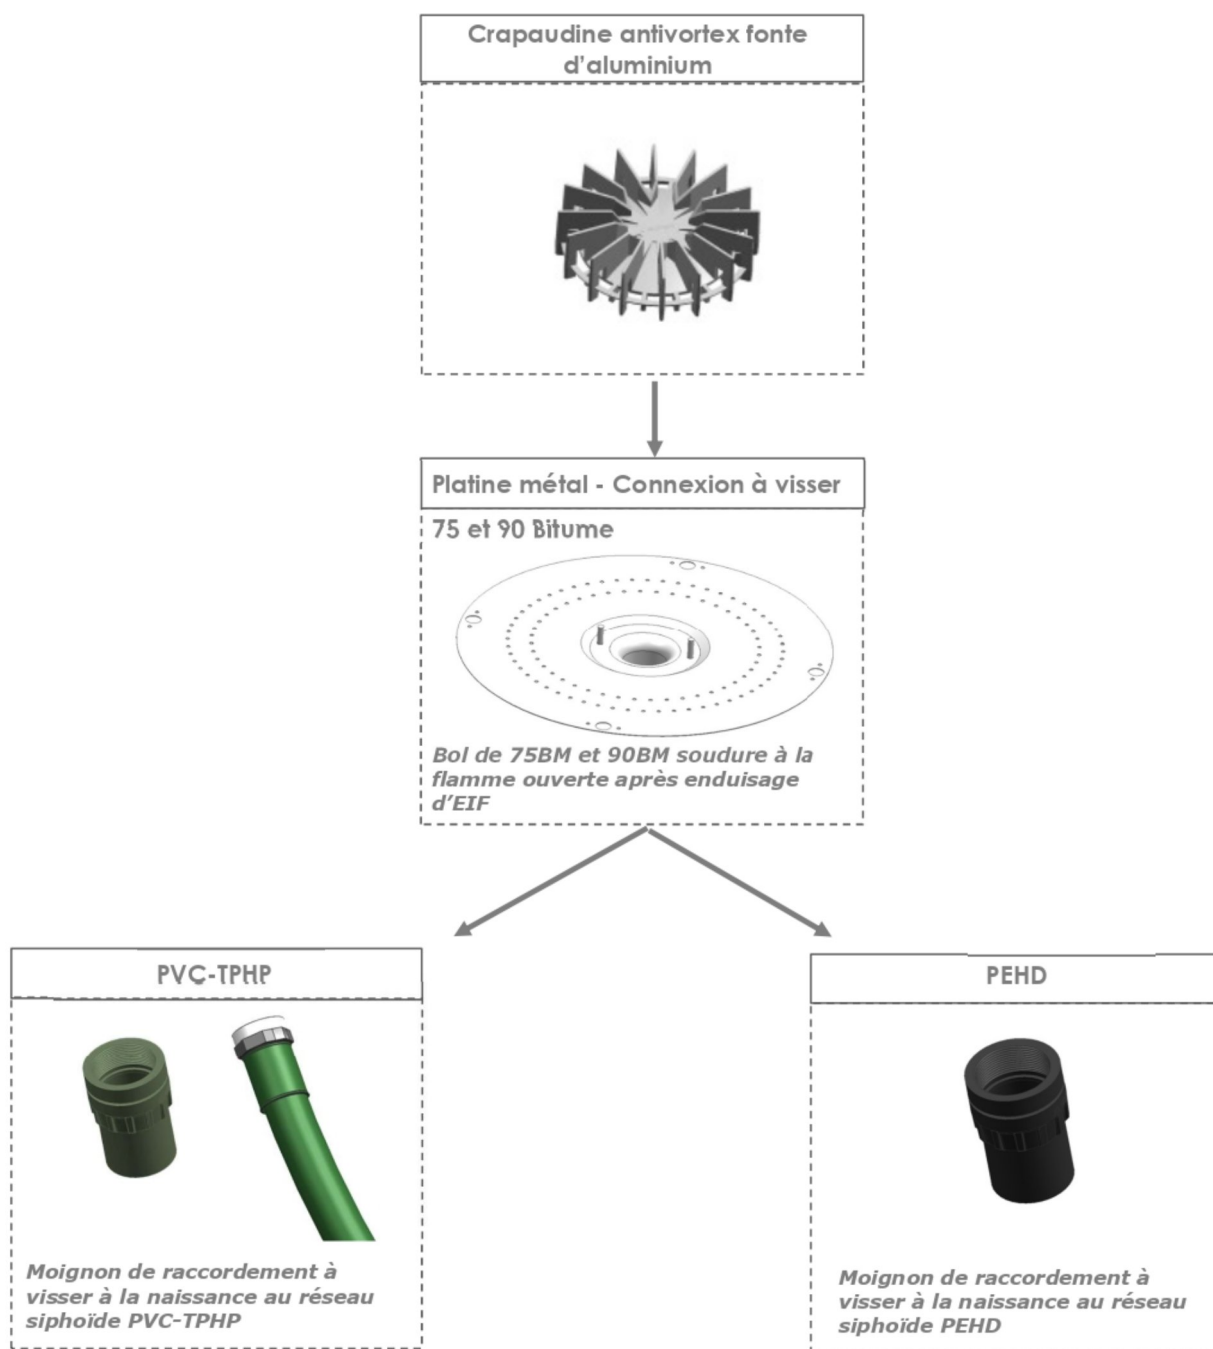 Crapaudine antivortex fonte
d'aluminium
Platine métal - Connexion à visser
75 et 90 Bitume
Bol de 75BM et 90BM soudure à la
flamme ouverte après enduisage
d'EIF
PVC-TPHP
Moignon de raccordement à
visser à la naissance au réseau
siphoïde PVC-TPHP
PEHD
Moignon de raccordement à
visser à la naissance au réseau
siphoïde PEHD